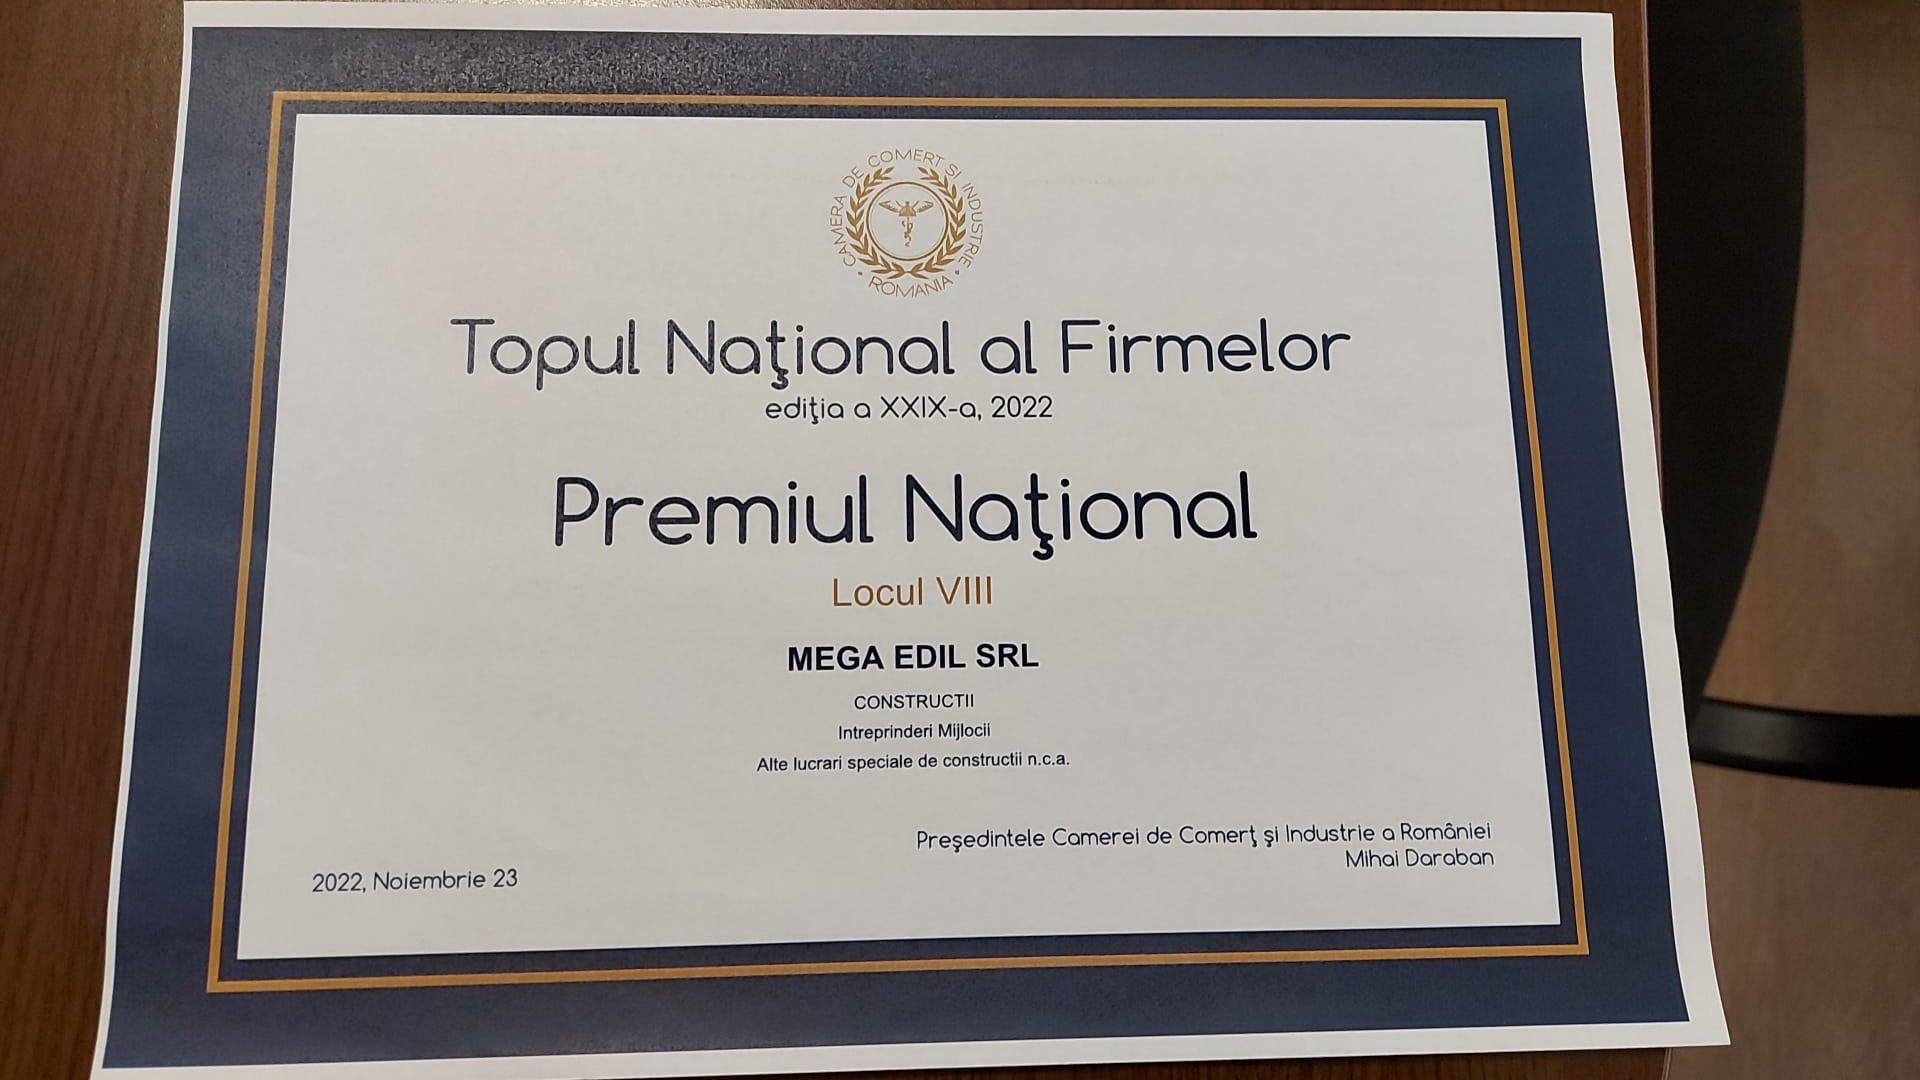 CAMERA DE COMERT SI INDUSTRIE • ROMANIA •
Topul Naţional al Firmelor
ediţia a XXIX-a, 2022
Premiul Naţional
Locul VIII
MEGA EDIL SRL
CONSTRUCTII
Intreprinderi Mijlocii
Alte lucrari speciale de constructii n.c.a.
Preşedintele Camerei de Comerţ şi Industrie a României
Mihai Daraban
2022, Noiembrie 23